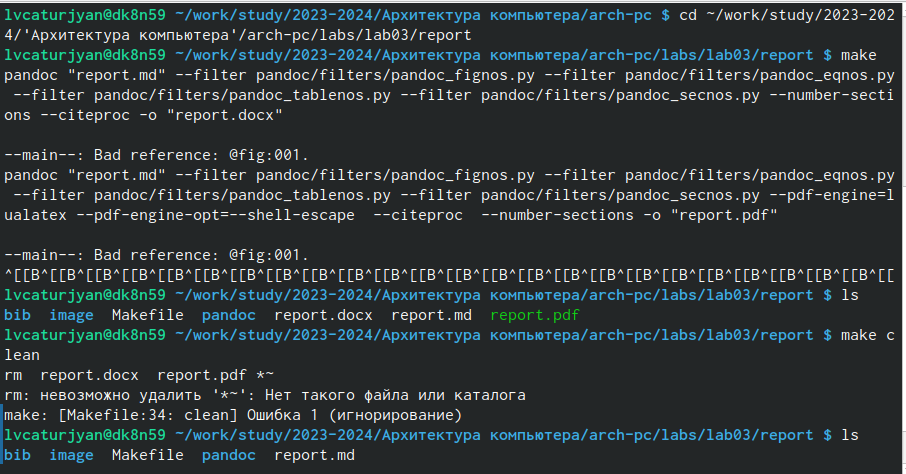 lvcaturjyan@dk8n59 ~/work/study/2023-2024/Архитектура компьютера/arch-pc $ cd ~/work/study/2023-202
4/'Архитектура компьютера'/arch-pc/labs/lab03/report
lvcaturjyan@dk8n59 ~/work/study/2023-2024/Архитектура компьютера/arch-pc/labs/lab03/report $ make
pandoc "report.md" --filter pandoc/filters/pandoc_fignos.py --filter pandoc/filters/pandoc_eqnos.py
 --filter pandoc/filters/pandoc_tablenos.py --filter pandoc/filters/pandoc_secnos.py --number-secti
ons --citeproc -o "report.docx"

--main--: Bad reference: @fig:001.
pandoc "report.md" --filter pandoc/filters/pandoc_fignos.py --filter pandoc/filters/pandoc_eqnos.py
 --filter pandoc/filters/pandoc_tablenos.py --filter pandoc/filters/pandoc_secnos.py --pdf-engine=l
ualatex --pdf-engine-opt=--shell-escape  --citeproc  --number-sections -o "report.pdf"

--main--: Bad reference: @fig:001.
^[[B^[[B^[[B^[[B^[[B^[[B^[[B^[[B^[[B^[[B^[[B^[[B^[[B^[[B^[[B^[[B^[[B^[[B^[[B^[[B^[[B^[[B^[[B^[[B^[[
lvcaturjyan@dk8n59 ~/work/study/2023-2024/Архитектура компьютера/arch-pc/labs/lab03/report $ ls
bib  image  Makefile  pandoc  report.docx  report.md  report.pdf
lvcaturjyan@dk8n59 ~/work/study/2023-2024/Архитектура компьютера/arch-pc/labs/lab03/report $ make c
lean
rm  report.docx  report.pdf *~
rm: невозможно удалить '*~': Нет такого файла или каталога
make: [Makefile:34: clean] Ошибка 1 (игнорирование)
lvcaturjyan@dk8n59 ~/work/study/2023-2024/Архитектура компьютера/arch-pc/labs/lab03/report $ ls
bib  image  Makefile  pandoc  report.md